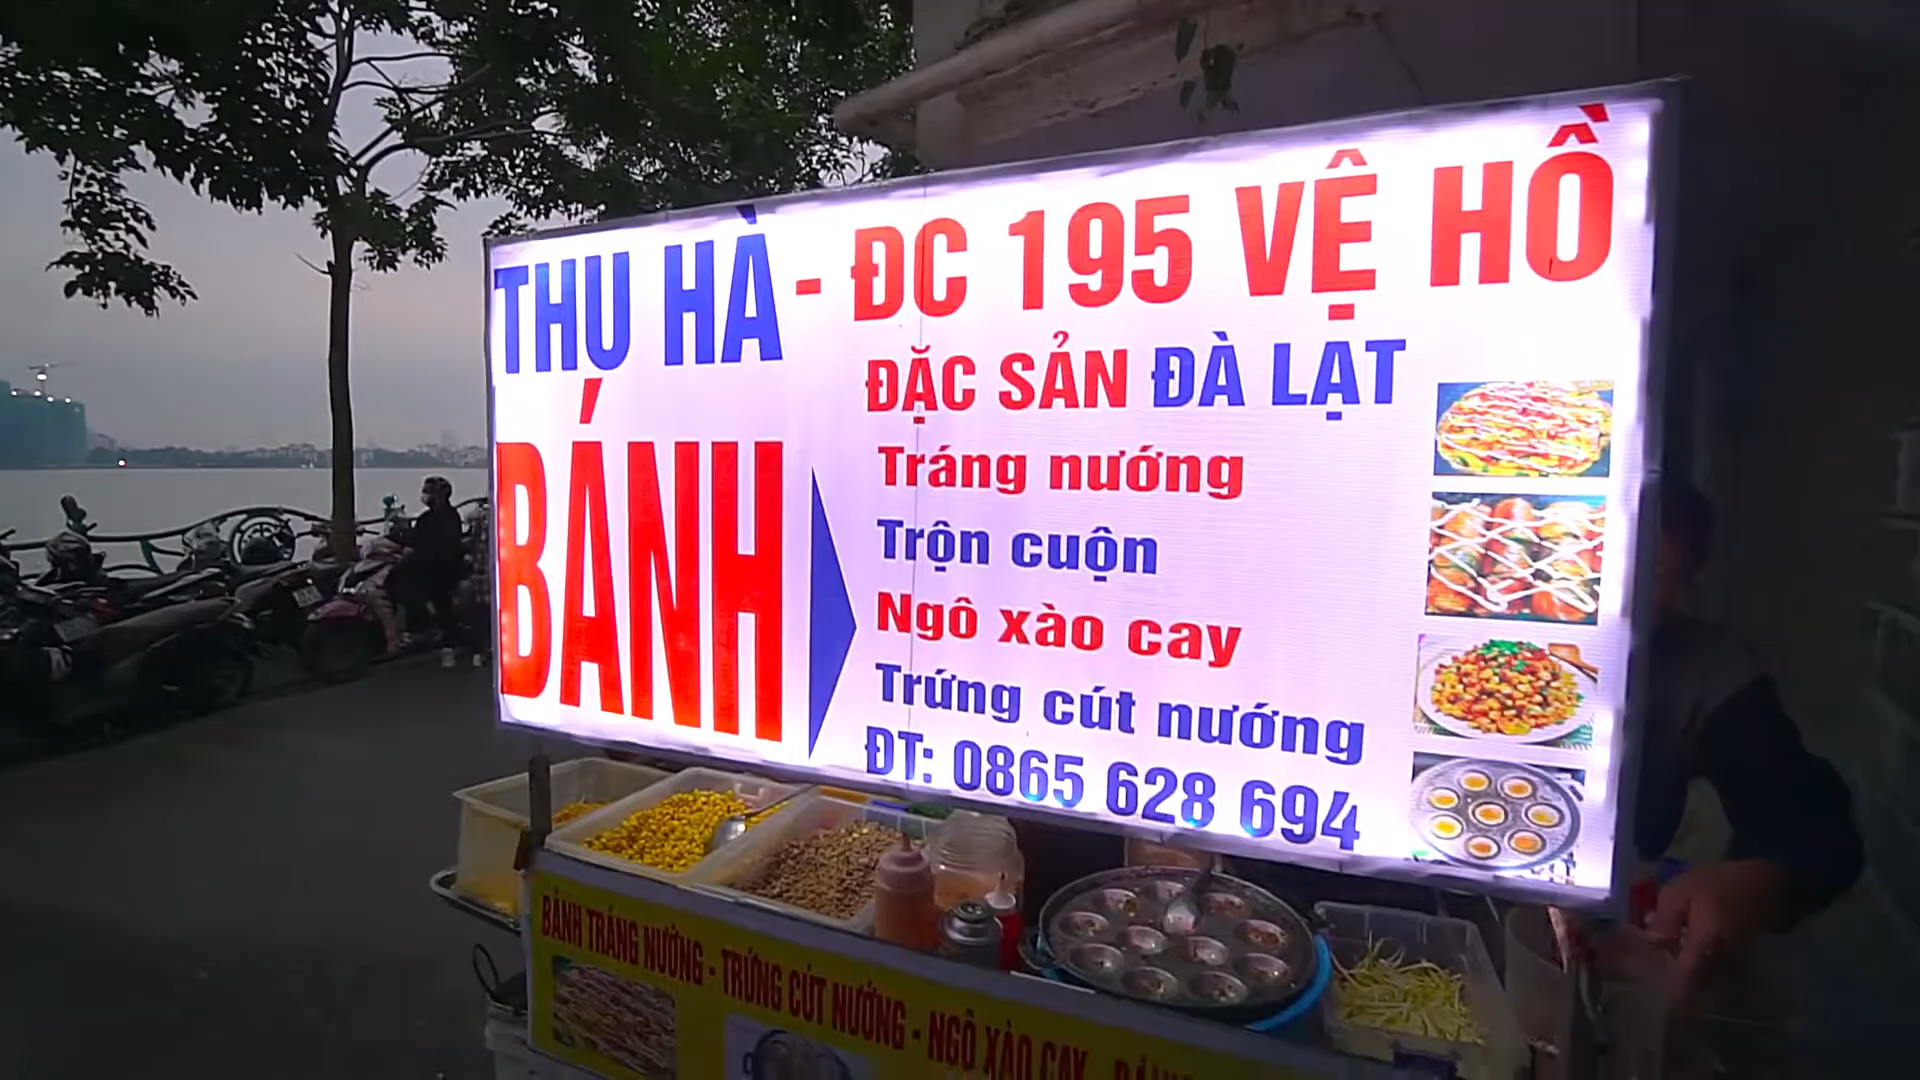 THU HÀ - ĐC 195 VỆ HỒ
ĐẶC SẢN ĐÀ LẠT
BÁNH
Tráng nướng
Trộn cuộn
Ngô xào cay
Trứng cút nướng
ĐT: 0865 628 694
BÁNH TRÁNG NƯỚNG - TRỨNG CÚT NƯỚNG - NGÔ XÀO CAY -